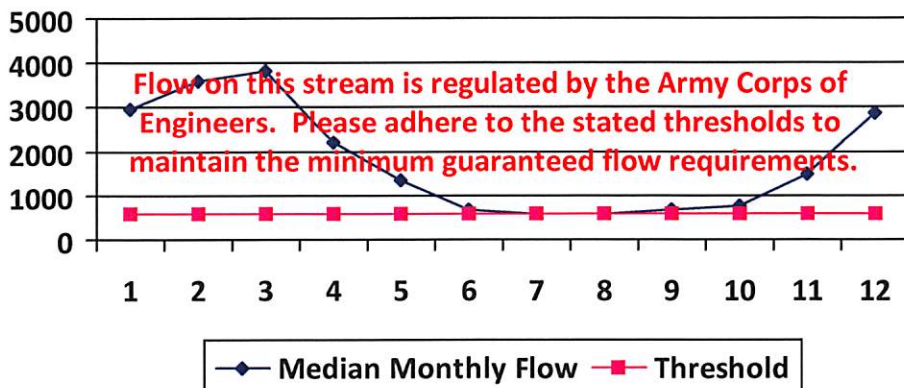 5000
4000
3000
2000
1000
0
Flow on this stream is regulated by the Army Corps of
Engineers.  Please adhere to the stated thresholds to
maintain the minimum guaranteed flow requirements.
1 2 3 4 5 6 7 8 9 10 11 12
Median Monthly Flow Threshold